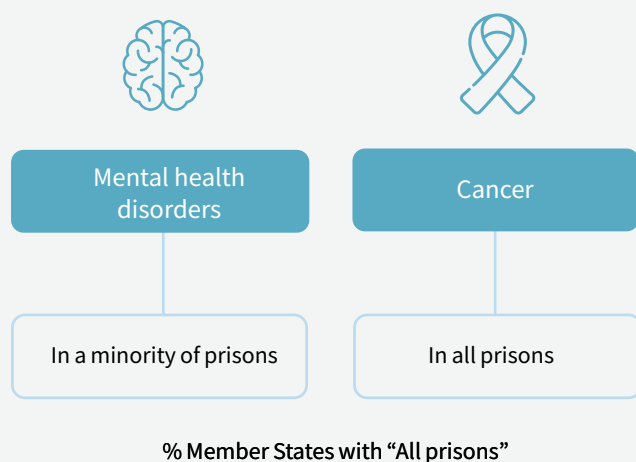 Mental health
disorders
Cancer
In a minority of prisons
In all prisons
% Member States with “All prisons”